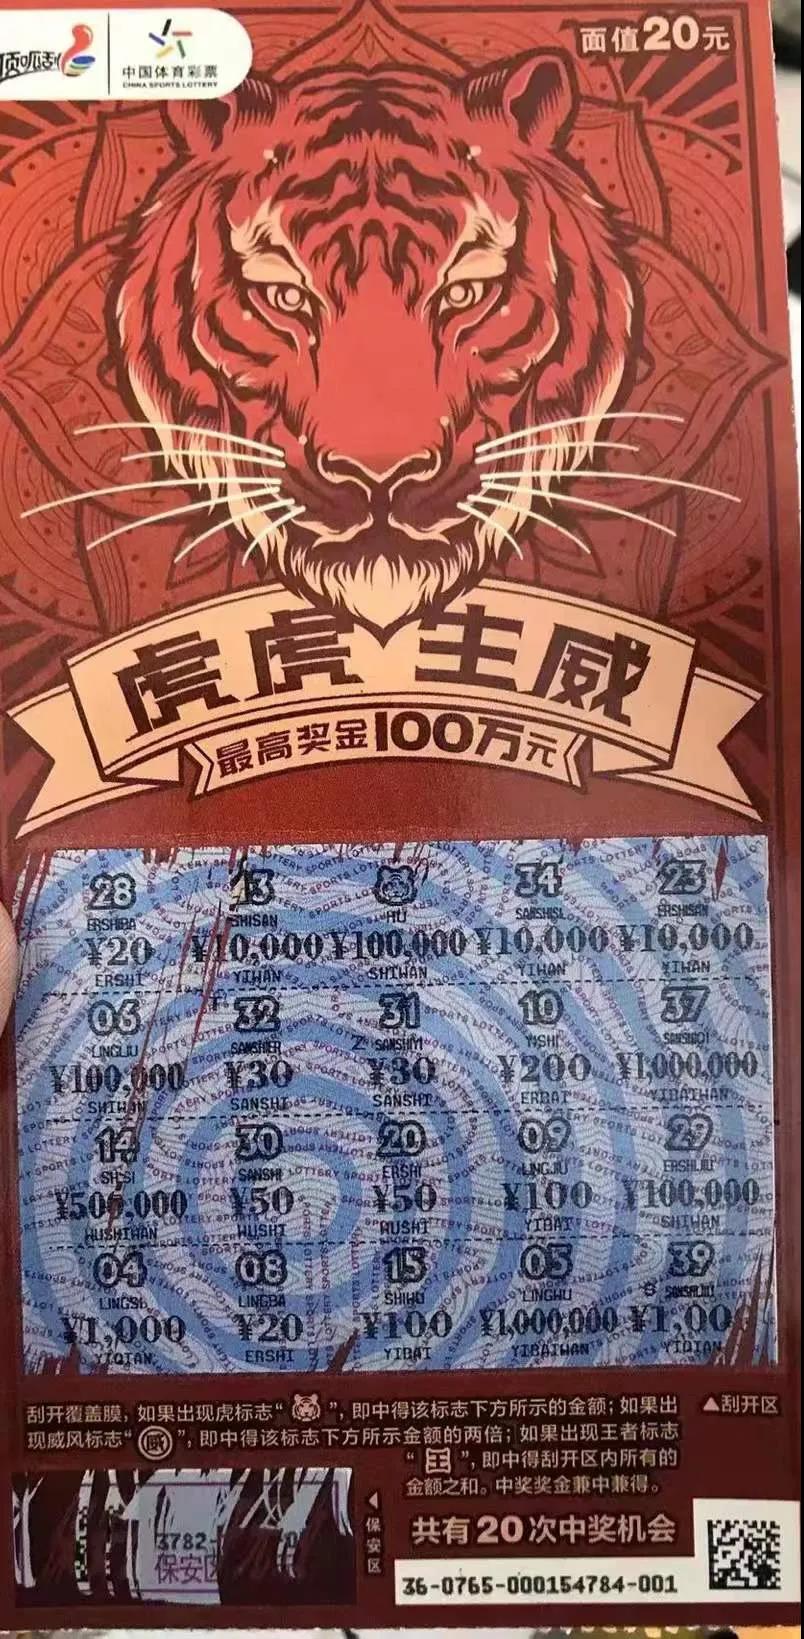 顶呱刮
中国体育彩票
CHINA SPORTS LOTTERY
面值20元
虎虎生威
最高奖金100万元
28 13 34 23
ERSHIBA SHISAN HU SANSHISI ERSHISAN
¥20 ¥10,000 ¥100,000 ¥10,000 ¥10,000
ERSHI YIWAN SHIWAN YIWAN YIWAN
06 32 31 10 37
LINGLIU SANSHIER SANSHIYI YISHI SANSHIQI
¥100,000 ¥30 ¥30 ¥200 ¥1,000,000
SHIWAN SANSHI SANSHI ERBAI YIBAIWAN
14 30 20 09 29
SHISI SANSHI ERSHI LINGJIU ERSHIJIU
¥500,000 ¥50 ¥50 ¥100 ¥100,000
WUSHIWAN WUSHI WUSHI YIBAI SHIWAN
04 08 15 05 39
LINGSI LINGBA SHIWU LINGWU SANSHIJIU
¥1,000 ¥20 ¥100 ¥1,000,000 ¥1,00
YIQIAN ERSHI YIBAI YIBAIWAN YIQIAN
刮开覆盖膜，如果出现虎标志“ ”，即中得该标志下方所示的金额；如果出
现威风标志“威”，即中得该标志下方所示金额的两倍；如果出现王者标志
“王”，即中得刮开区内所有的
金额之和。中奖奖金兼中兼得。
▲刮开区
3782-
保安区
◀保安区
共有20次中奖机会
36-0765-000154784-001